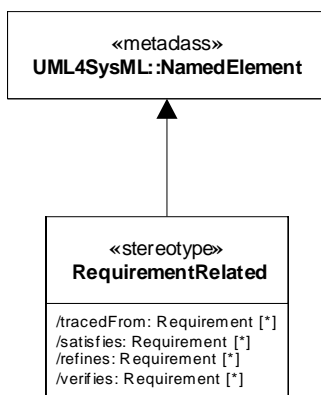 «metadass»
UML4SysML::NamedElement
«stereotype»
RequirementRelated
/tracedFrom: Requirement [*]
/satisfies: Requirement [*]
/refines: Requirement [*]
/verifies: Requirement [*]